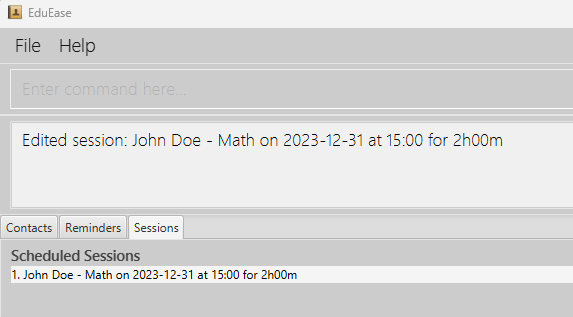 EduEase
File Help
Enter command here...
Edited session: John Doe - Math on 2023-12-31 at 15:00 for 2h00m
Contacts Reminders Sessions
Scheduled Sessions
1. John Doe - Math on 2023-12-31 at 15:00 for 2h00m